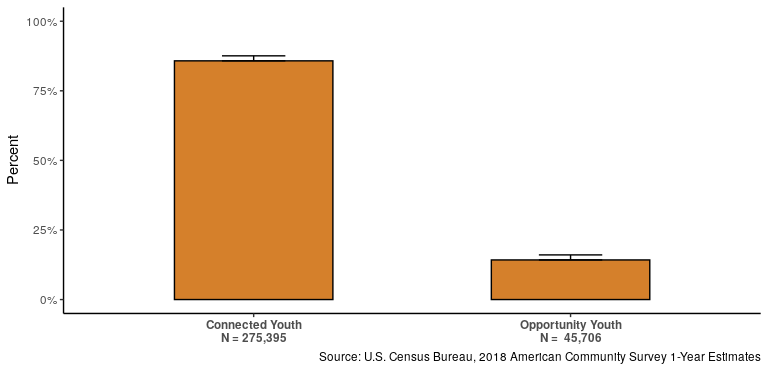 100%
75%
50%
25%
0%
Percent
Connected Youth
N = 275,395
Opportunity Youth
N =  45,706
Source: U.S. Census Bureau, 2018 American Community Survey 1-Year Estimates